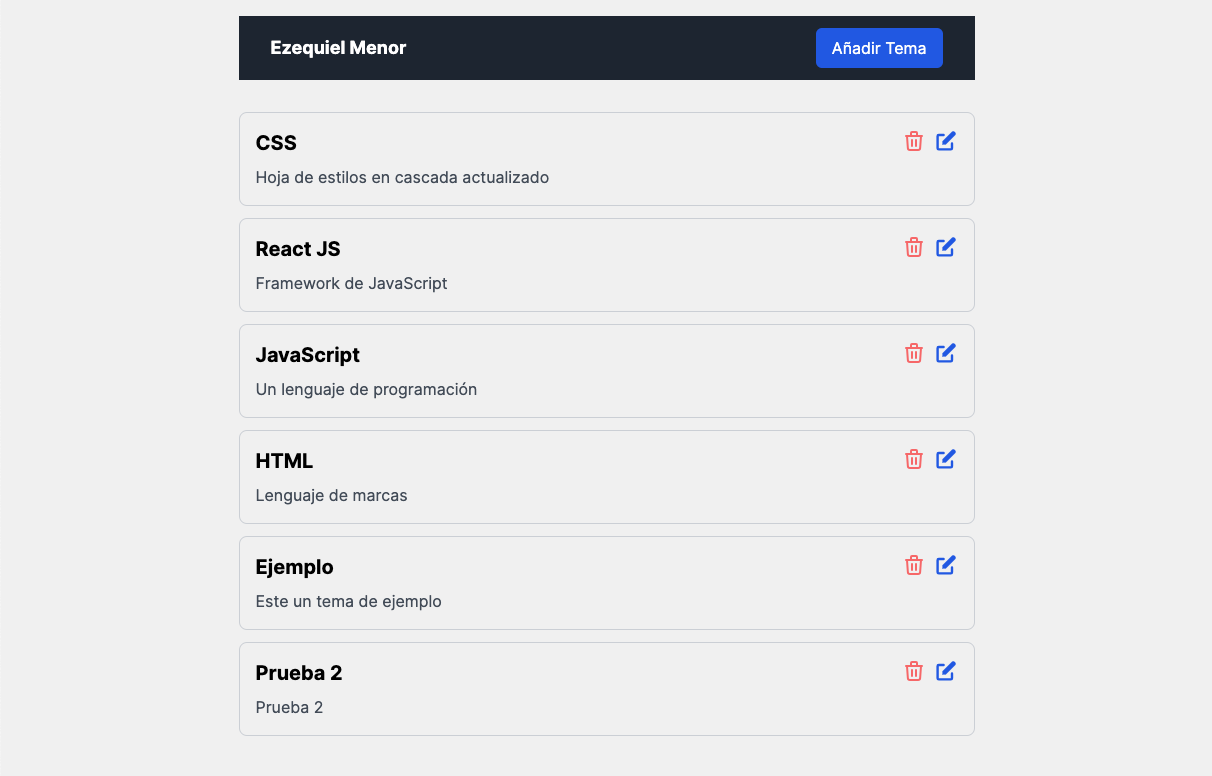 Ezequiel Menor
Añadir Tema
CSS
Hoja de estilos en cascada actualizado
React JS
Framework de JavaScript
JavaScript
Un lenguaje de programación
HTML
Lenguaje de marcas
Ejemplo
Este un tema de ejemplo
Prueba 2
Prueba 2